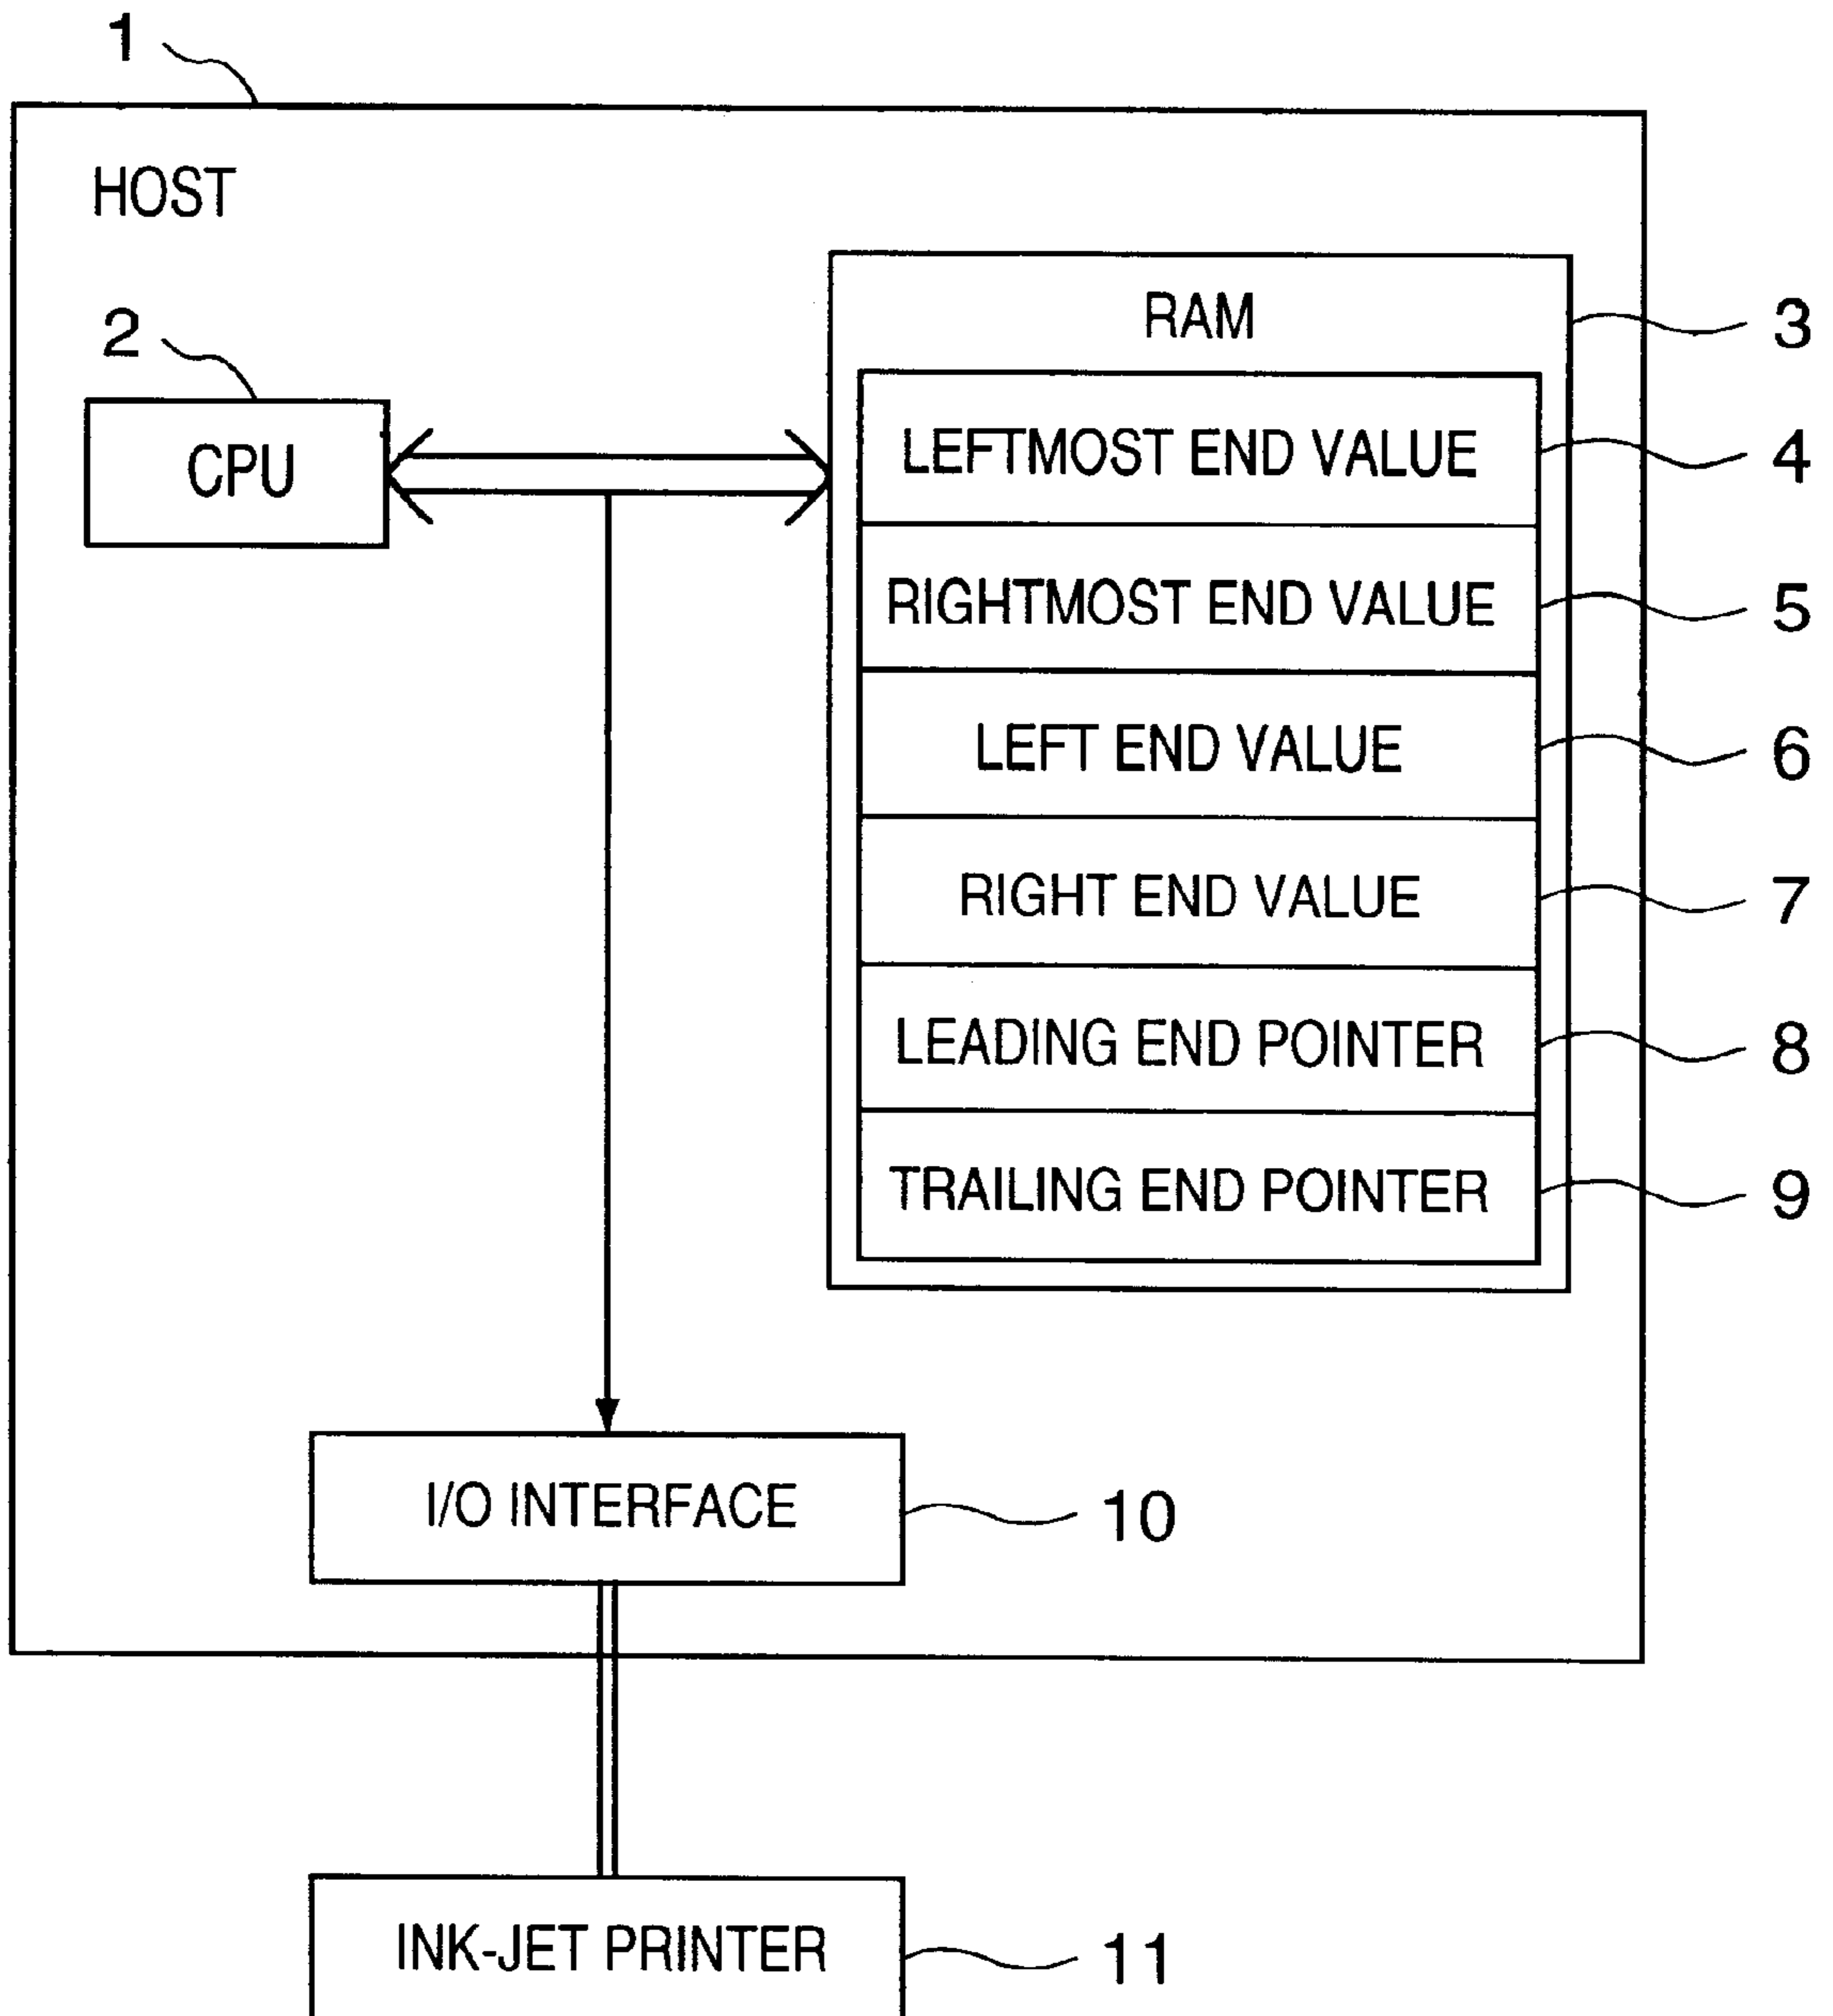 1
HOST
2
CPU
RAM
3
LEFTMOST END VALUE
4
RIGHTMOST END VALUE
5
LEFT END VALUE
6
RIGHT END VALUE
7
LEADING END POINTER
8
TRAILING END POINTER
9
I/O INTERFACE
10
INK-JET PRINTER
11